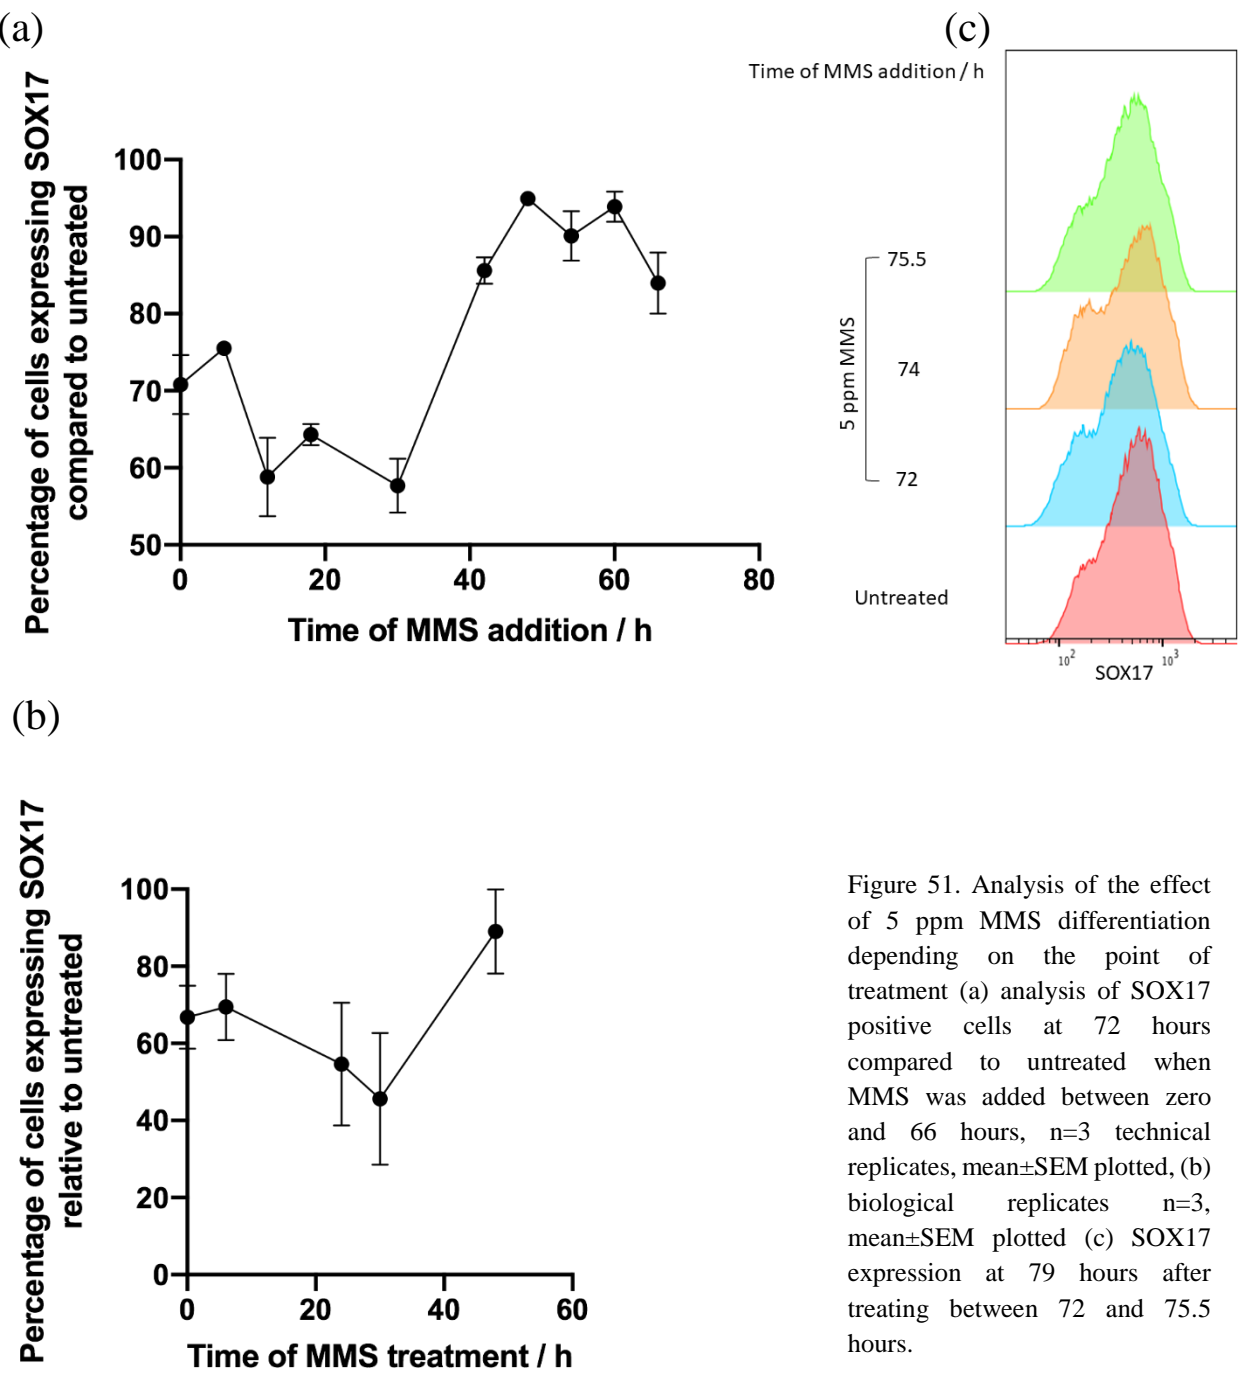 (a)
Percentage of cells expressing SOX17
compared to untreated
100
90
80
70
60
50
0
20
40
60
80
Time of MMS addition / h
(c)
Time of MMS addition / h
5 ppm MMS
75.5
74
72
Untreated
10²
10³
SOX17
(b)
Percentage of cells expressing SOX17
relative to untreated
100
80
60
40
20
0
0
20
40
60
Time of MMS treatment / h
Figure 51. Analysis of the effect
of 5 ppm MMS differentiation
depending on the point of
treatment (a) analysis of SOX17
positive cells at 72 hours
compared to untreated when
MMS was added between zero
and 66 hours, n=3 technical
replicates, mean±SEM plotted, (b)
biological replicates n=3,
mean±SEM plotted (c) SOX17
expression at 79 hours after
treating between 72 and 75.5
hours.